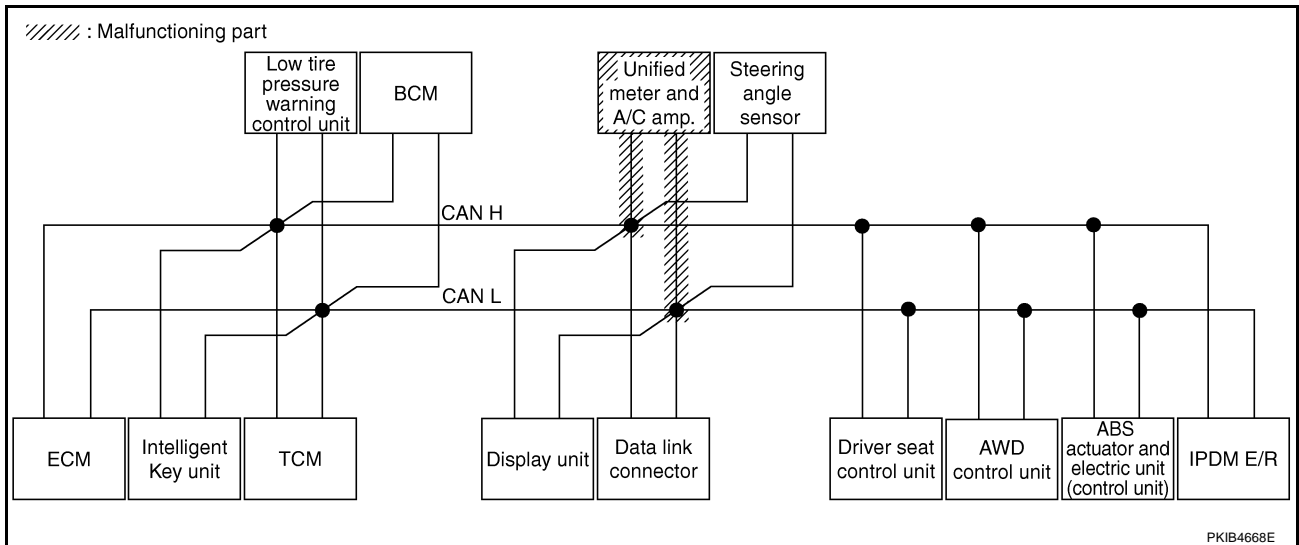 : Malfunctioning part
Low tire
pressure
warning
control unit
BCM
Unified
meter and
A/C amp.
Steering
angle
sensor
CAN H
CAN L
ECM
Intelligent
Key unit
TCM
Display unit
Data link
connector
Driver seat
control unit
AWD
control unit
ABS
actuator and
electric unit
(control unit)
IPDM E/R
PKIB4668E